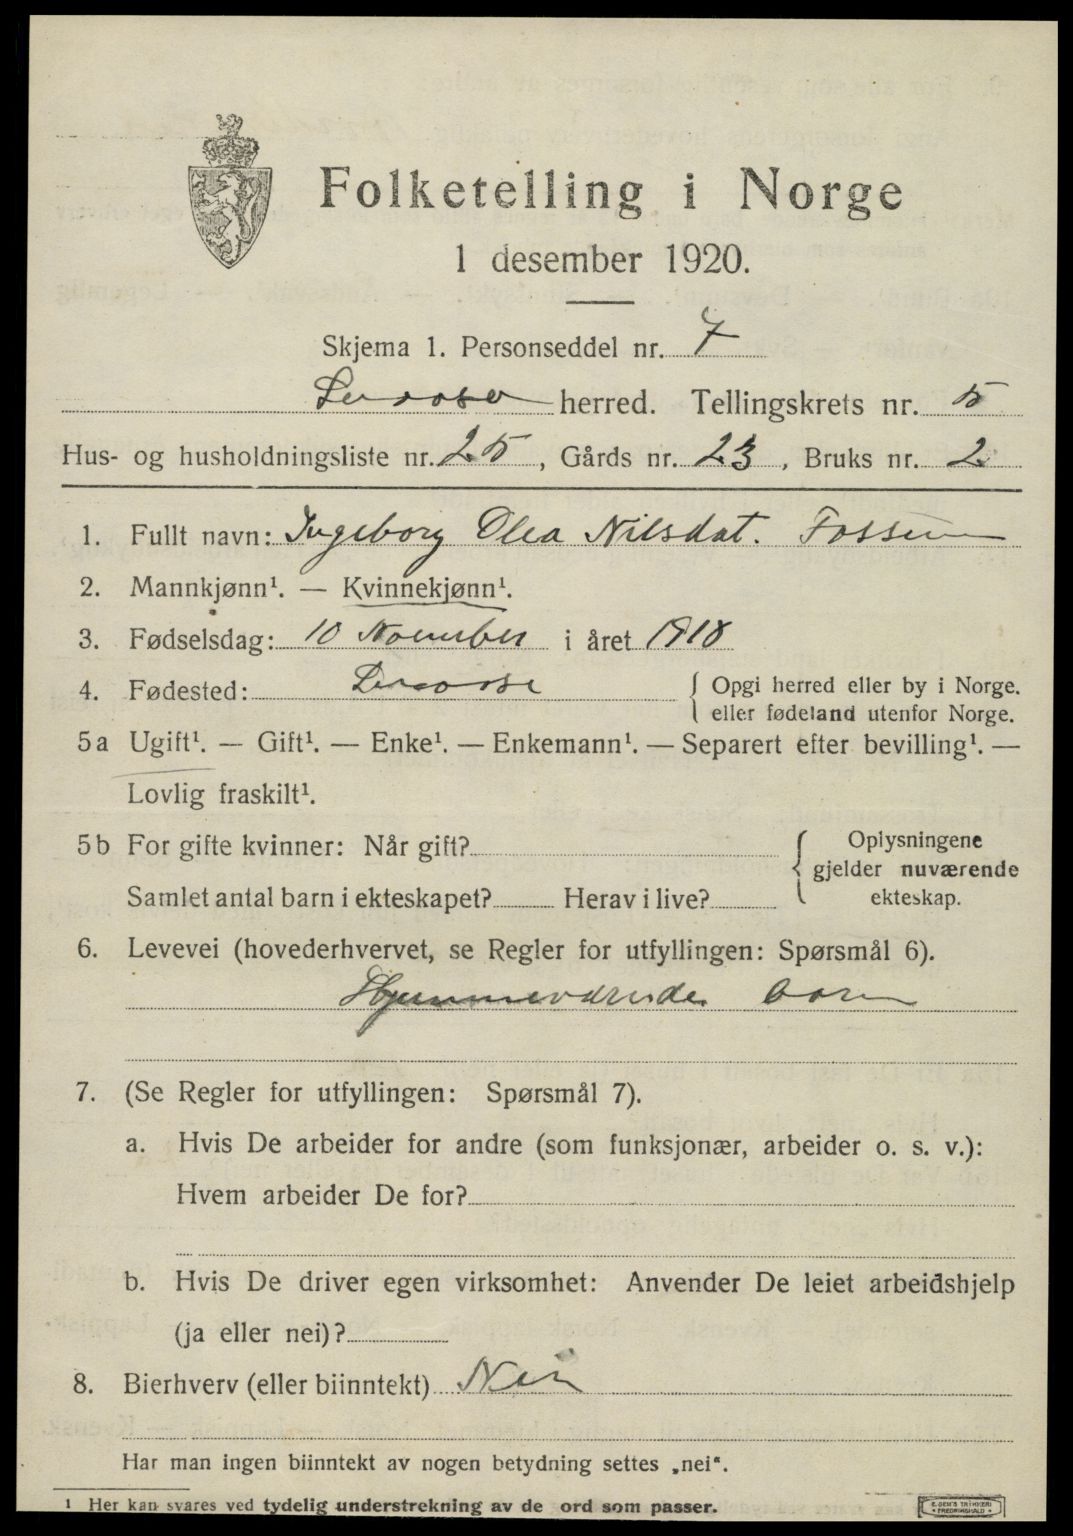 Folketelling i Norge
1 desember 1920.
Skjema 1. Personseddel nr. 7
herred. Tellingskrets nr. 5
Hus- og husholdningsliste nr. 25, Gårds nr. 23, Bruks nr. 2
1. Fullt navn: Ingeborg Olea Nilsdat. Fossum
2. Mannkjønn¹. — Kvinnekjønn¹.
3. Fødselsdag: 10 November i året 1918
4. Fødested: { Opgi herred eller by i Norge.
eller fødeland utenfor Norge.
5a Ugift¹. — Gift¹. — Enke¹. — Enkemann¹. — Separert efter bevilling¹. —
Lovlig fraskilt¹.
5b For gifte kvinner: Når gift? { Oplysningene
gjelder nuværende
Samlet antal barn i ekteskapet? Herav i live? ekteskap.
6. Levevei (hovederhvervet, se Regler for utfyllingen: Spørsmål 6).
Hjemmeværende barn
7. (Se Regler for utfyllingen: Spørsmål 7).
a. Hvis De arbeider for andre (som funksjonær, arbeider o. s. v.):
Hvem arbeider De for?
b. Hvis De driver egen virksomhet: Anvender De leiet arbeidshjelp
(ja eller nei)?
8. Bierhverv (eller biinntekt) Nei
Har man ingen biinntekt av nogen betydning settes „nei“.
¹ Her kan svares ved tydelig understrekning av de ord som passer.
E. SEM'S TRYKKERI
FREDRIKSHALD